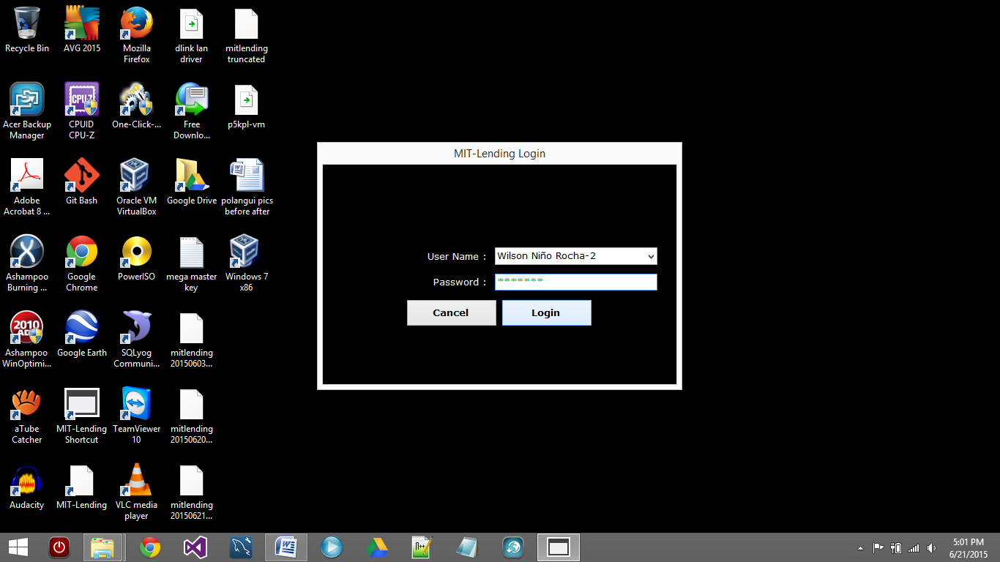 Recycle Bin
AVG 2015
Mozilla
Firefox
dlink lan
driver
mitlending
truncated
Acer Backup
Manager
CPU-Z
CPUID
CPU-Z
One-Click-...
Free
Downlo...
p5kpl-vm
Adobe
Acrobat 8 ...
Git Bash
Oracle VM
VirtualBox
Google Drive
polangui pics
before after
Ashampoo
Burning ...
Google
Chrome
PowerISO
mega master
key
Windows 7
x86
2010
Ashampoo
WinOptimi...
Google Earth
SQLyog
Communi...
mitlending
20150603...
aTube
Catcher
MIT-Lending
Shortcut
TeamViewer
10
mitlending
20150620...
Audacity
MIT-Lending
VLC media
player
mitlending
20150621...
MIT-Lending Login
User Name :
Wilson Niño Rocha-2
Password :
*******
Cancel
Login
5:01 PM
6/21/2015